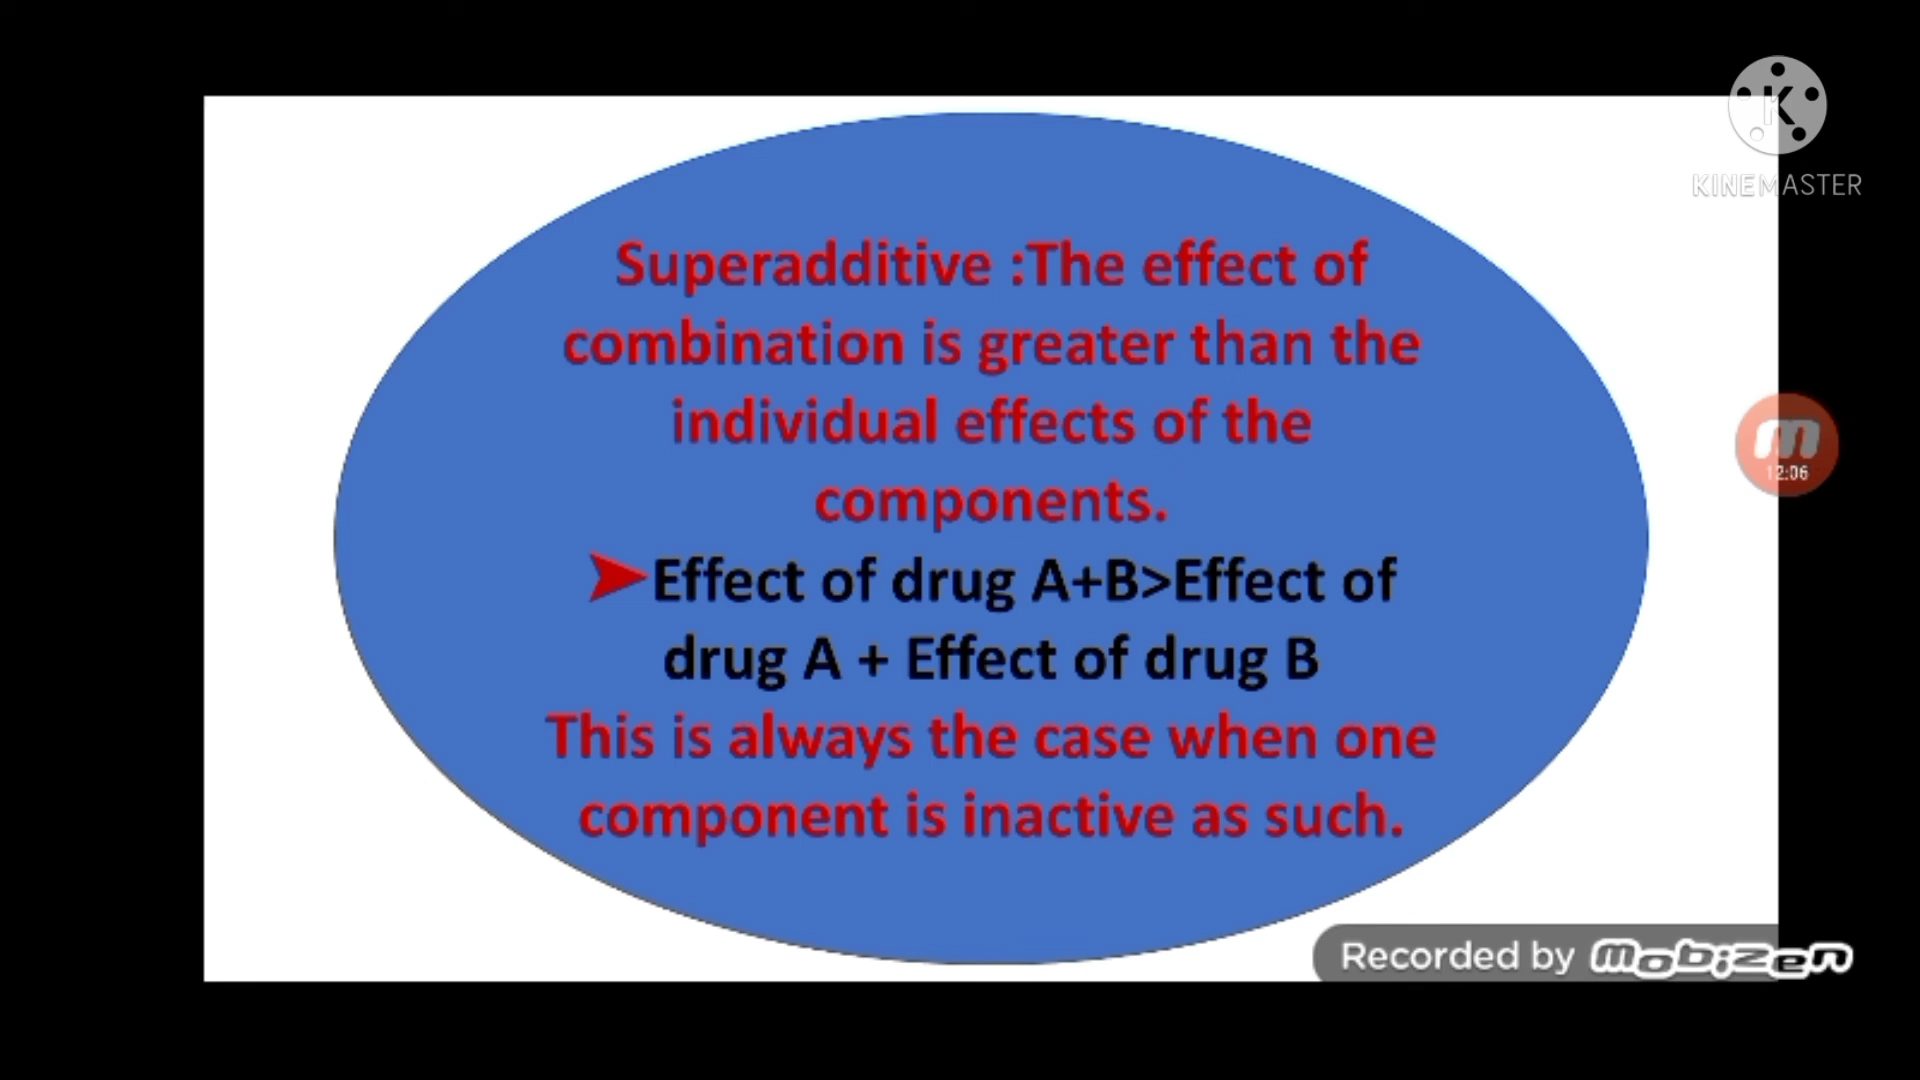 Superadditive :The effect of
combination is greater than the
individual effects of the
components.
➤Effect of drug A+B>Effect of
drug A + Effect of drug B
This is always the case when one
component is inactive as such.
K
KINEMASTER
m
12:06
Recorded by mobizen